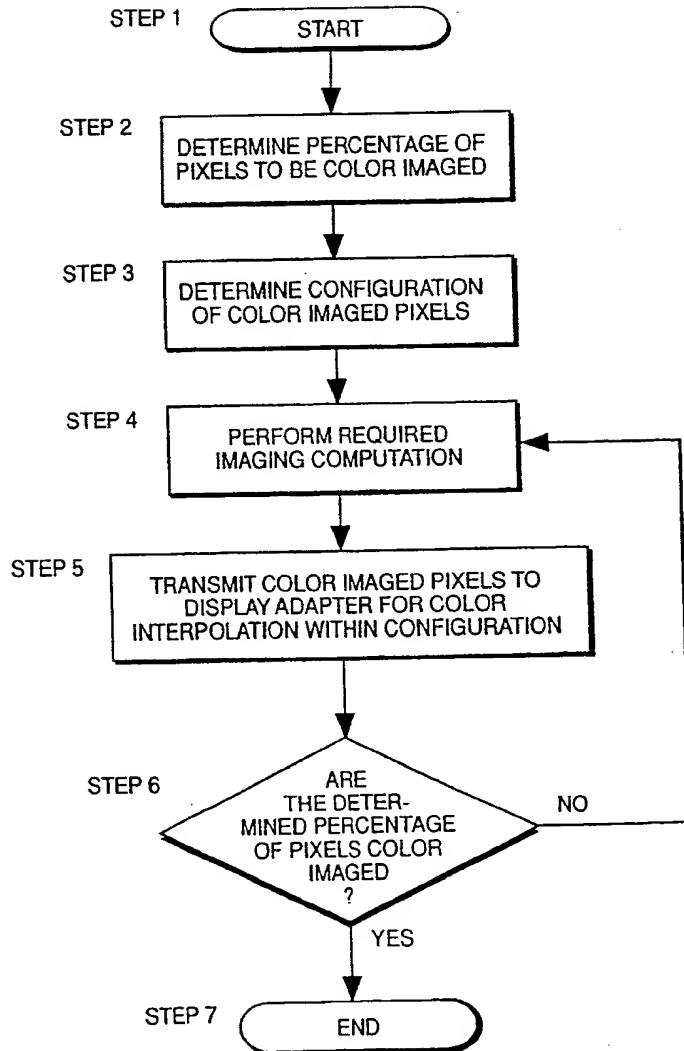 STEP 1
START
STEP 2
DETERMINE PERCENTAGE OF
PIXELS TO BE COLOR IMAGED
STEP 3
DETERMINE CONFIGURATION
OF COLOR IMAGED PIXELS
STEP 4
PERFORM REQUIRED
IMAGING COMPUTATION
STEP 5
TRANSMIT COLOR IMAGED PIXELS TO
DISPLAY ADAPTER FOR COLOR
INTERPOLATION WITHIN CONFIGURATION
STEP 6
ARE
THE DETER-
MINED PERCENTAGE
OF PIXELS COLOR
IMAGED
?
NO
YES
STEP 7
END